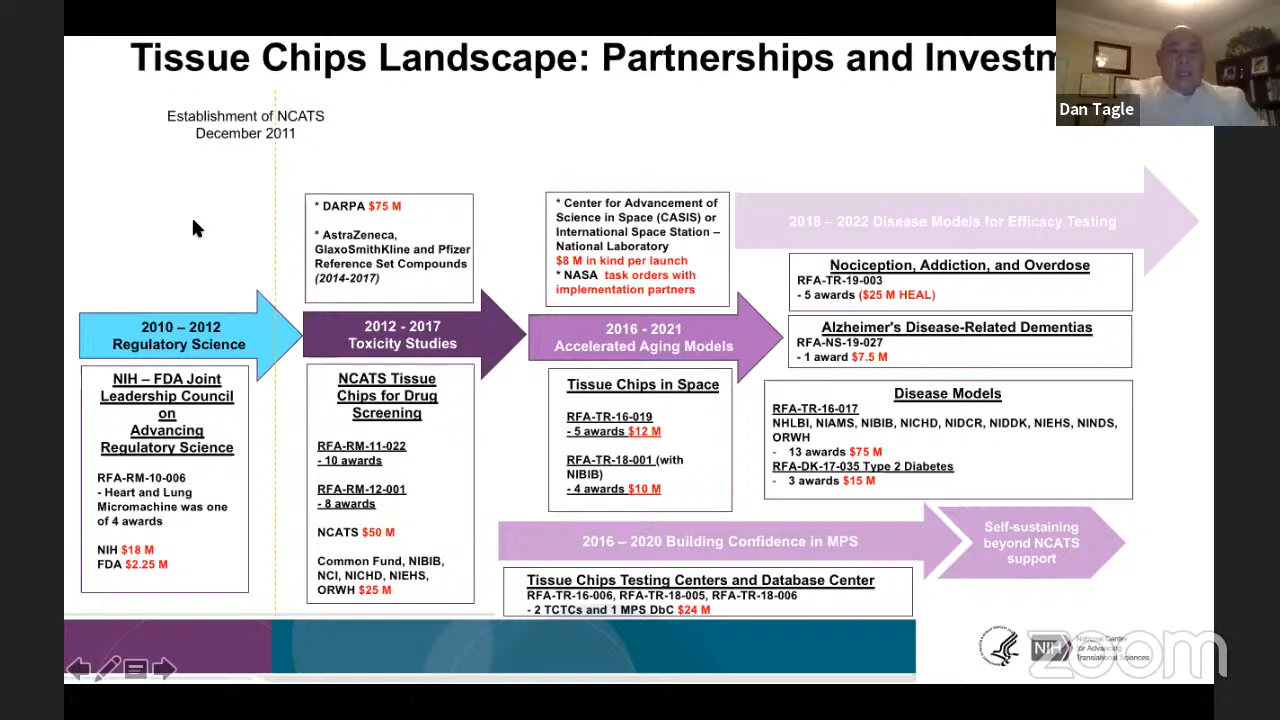 Tissue Chips Landscape: Partnerships and Investm
Dan Tagle
Establishment of NCATS
December 2011
* DARPA $75 M
* AstraZeneca,
GlaxoSmithKline and Pfizer
Reference Set Compounds
(2014-2017)
* Center for Advancement of
Science in Space (CASIS) or
International Space Station –
National Laboratory
$8 M in kind per launch
* NASA task orders with
implementation partners
2018 – 2022 Disease Models for Efficacy Testing
Nociception, Addiction, and Overdose
RFA-TR-19-003
- 5 awards ($25 M HEAL)
2010 – 2012
Regulatory Science
2012 - 2017
Toxicity Studies
2016 - 2021
Accelerated Aging Models
Alzheimer's Disease-Related Dementias
RFA-NS-19-027
- 1 award $7.5 M
NIH – FDA Joint
Leadership Council
on
Advancing
Regulatory Science
RFA-RM-10-006
- Heart and Lung
Micromachine was one
of 4 awards
NIH $18 M
FDA $2.25 M
NCATS Tissue
Chips for Drug
Screening
RFA-RM-11-022
- 10 awards
RFA-RM-12-001
- 8 awards
NCATS $50 M
Common Fund, NIBIB,
NCI, NICHD, NIEHS,
ORWH $25 M
Tissue Chips in Space
RFA-TR-16-019
- 5 awards $12 M
RFA-TR-18-001 (with
NIBIB)
- 4 awards $10 M
Disease Models
RFA-TR-16-017
NHLBI, NIAMS, NIBIB, NICHD, NIDCR, NIDDK, NIEHS, NINDS,
ORWH
- 13 awards $75 M
RFA-DK-17-035 Type 2 Diabetes
- 3 awards $15 M
2016 – 2020 Building Confidence in MPS
Self-sustaining
beyond NCATS
support
Tissue Chips Testing Centers and Database Center
RFA-TR-16-006, RFA-TR-18-005, RFA-TR-18-006
- 2 TCTCs and 1 MPS DbC $24 M
NIH
National Center
for Advancing
Translational Sciences
zoom